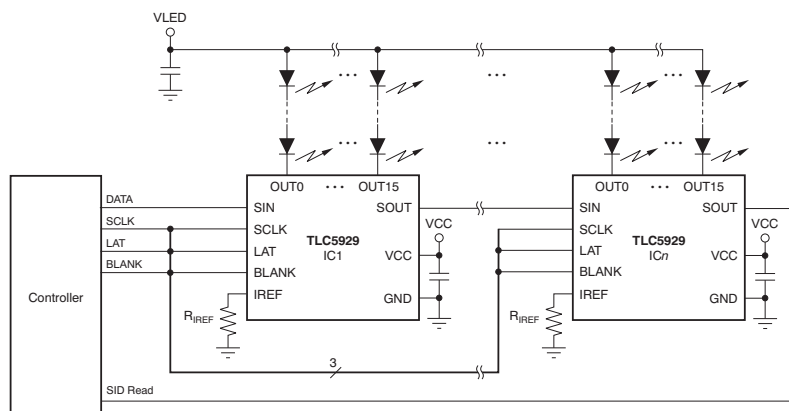 VLED
... ...
...
... ...
...
OUT0 ... OUT15
OUT0 ... OUT15
DATA
SIN
SOUT
SIN
SOUT
SCLK
SCLK
VCC
SCLK
VCC
LAT
LAT
TLC5929
IC1
VCC
LAT
TLC5929
ICn
VCC
BLANK
BLANK
BLANK
Controller
IREF
GND
IREF
GND
RIREF
RIREF
3
SID Read